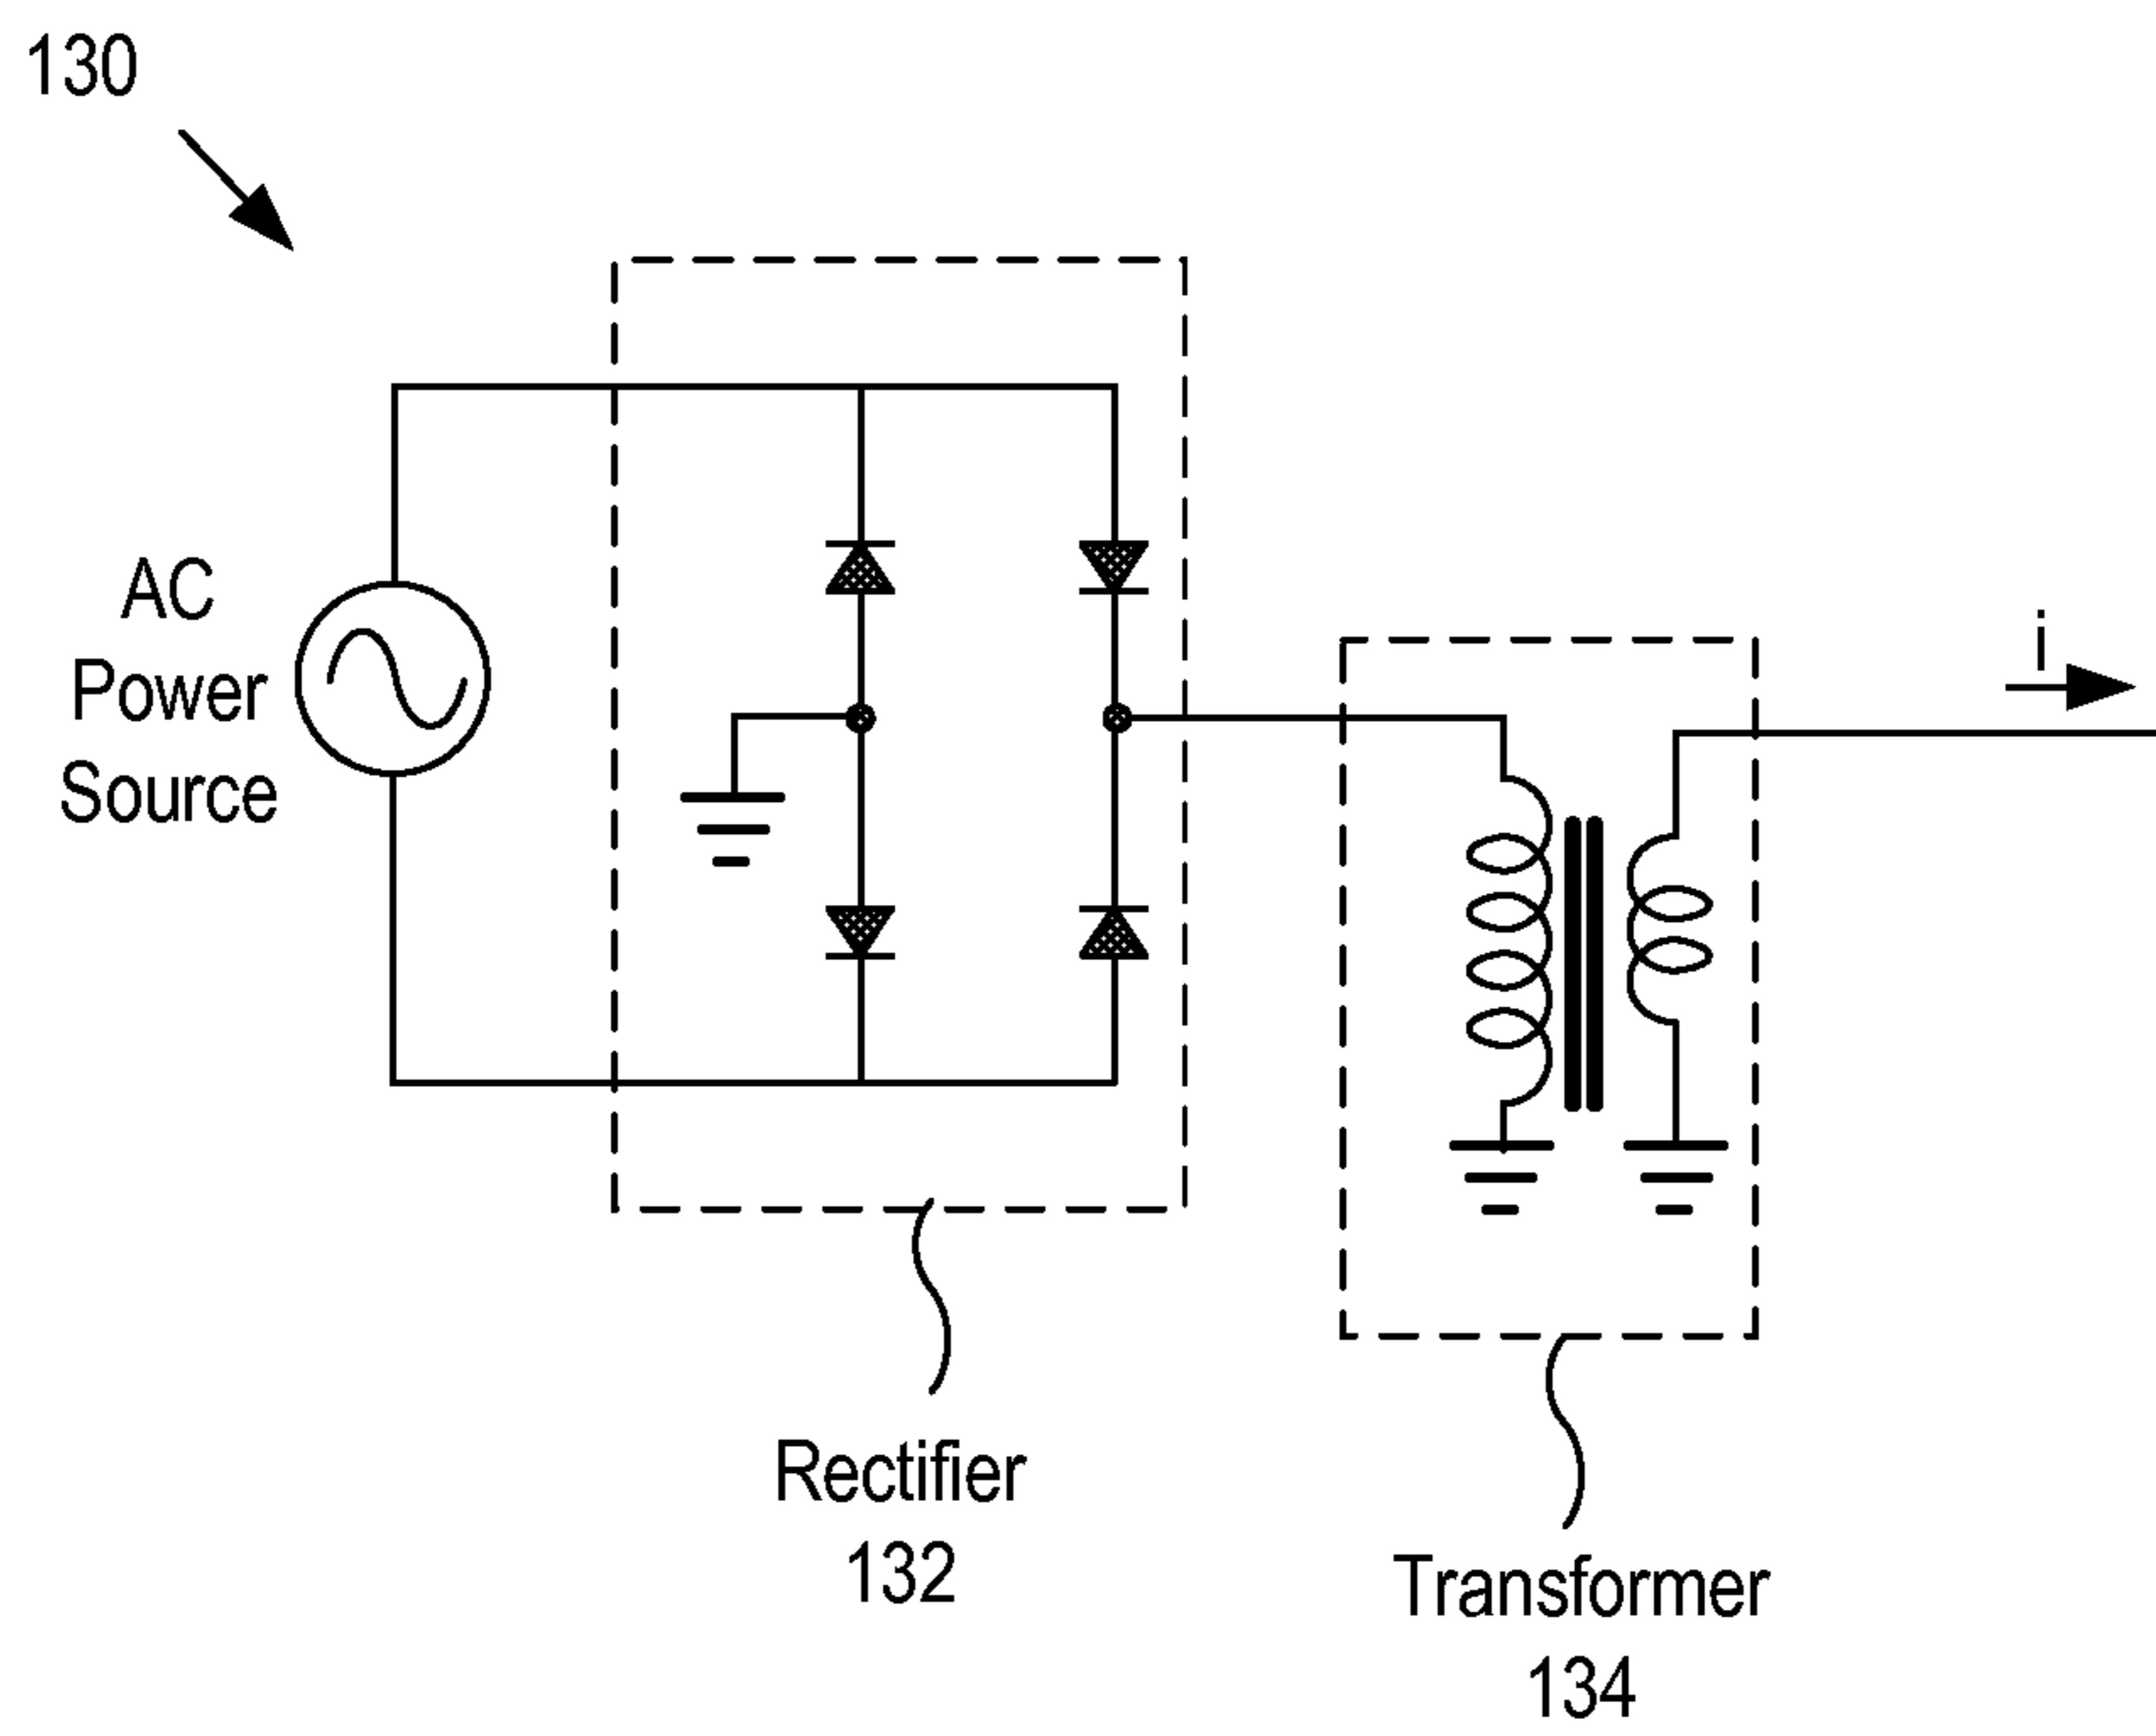 130
AC
Power
Source
i
Rectifier
132
Transformer
134